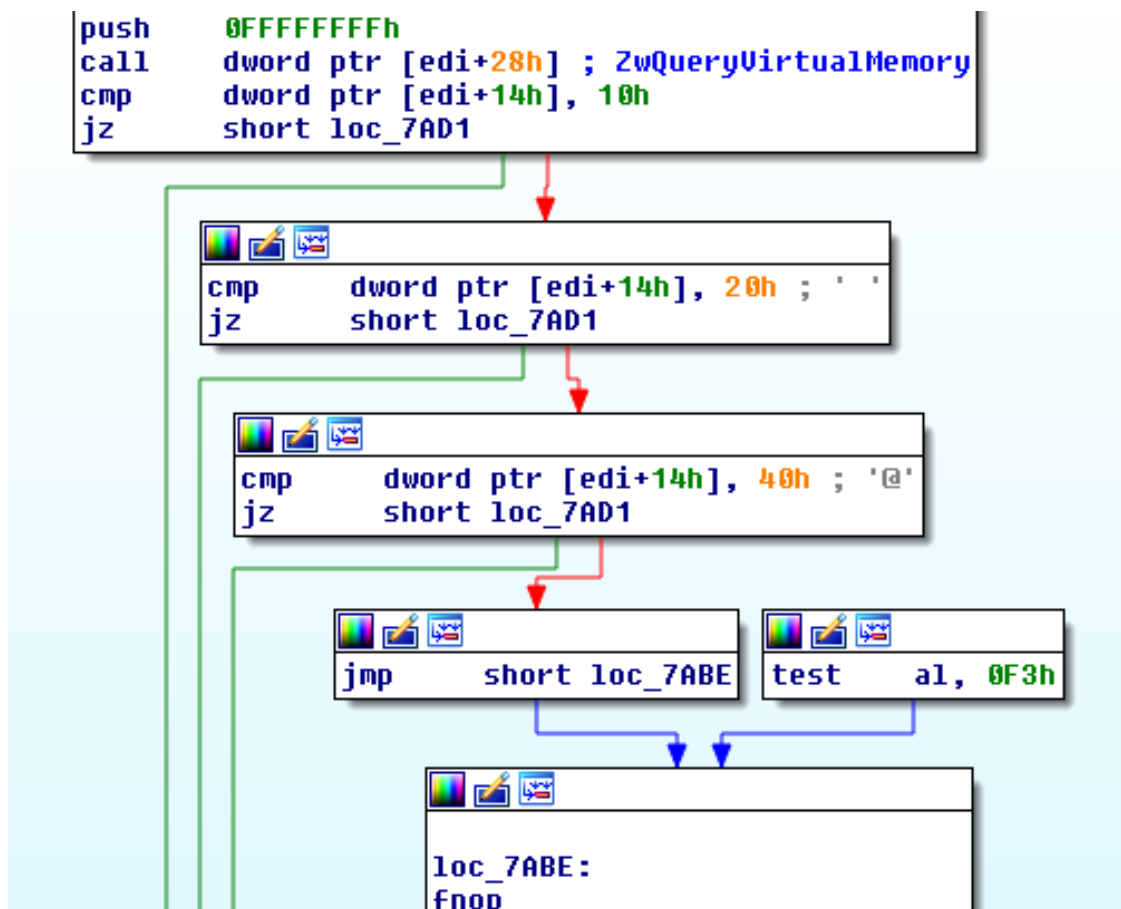 push 0FFFFFFFFh
call dword ptr [edi+28h] ; ZwQueryVirtualMemory
cmp dword ptr [edi+14h], 10h
jz short loc_7AD1
cmp dword ptr [edi+14h], 20h ; ' '
jz short loc_7AD1
cmp dword ptr [edi+14h], 40h ; '@'
jz short loc_7AD1
jmp short loc_7ABE
test al, 0F3h
loc_7ABE:
fnop